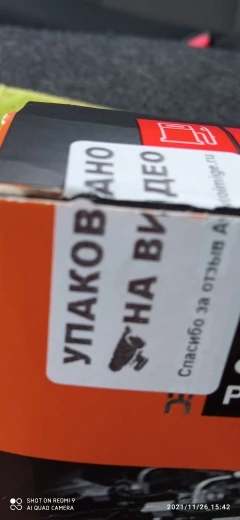 УПАКОВАНО
НА ВИДЕО
Спасибо за отзыв
SHOT ON REDMI 9
AI QUAD CAMERA
2021/11/26 15:42